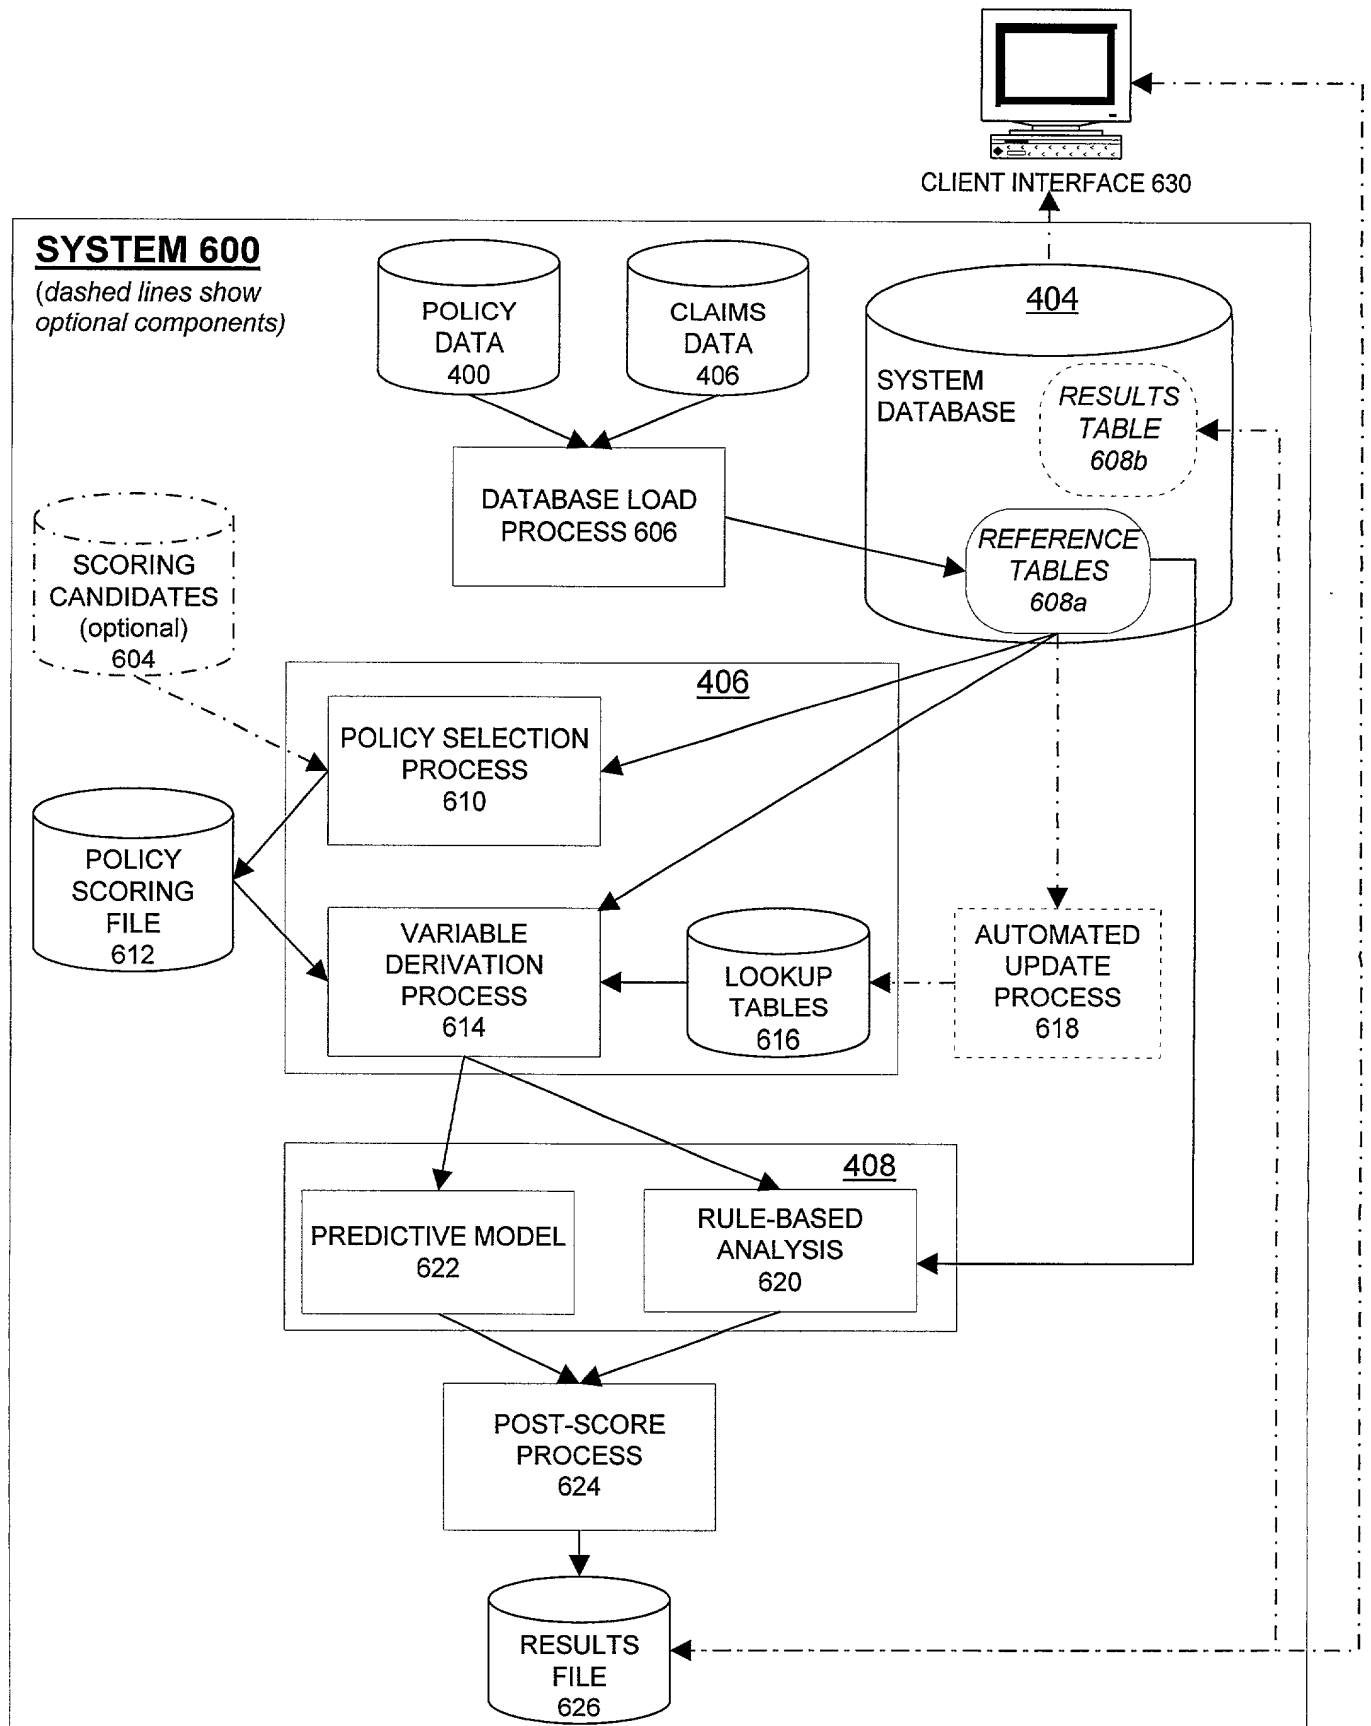 CLIENT INTERFACE 630
SYSTEM 600
(dashed lines show
optional components)
POLICY
DATA
400
CLAIMS
DATA
406
404
SYSTEM
DATABASE
RESULTS
TABLE
608b
DATABASE LOAD
PROCESS 606
REFERENCE
TABLES
608a
SCORING
CANDIDATES
(optional)
604
406
POLICY SELECTION
PROCESS
610
POLICY
SCORING
FILE
612
VARIABLE
DERIVATION
PROCESS
614
LOOKUP
TABLES
616
AUTOMATED
UPDATE
PROCESS
618
408
PREDICTIVE MODEL
622
RULE-BASED
ANALYSIS
620
POST-SCORE
PROCESS
624
RESULTS
FILE
626